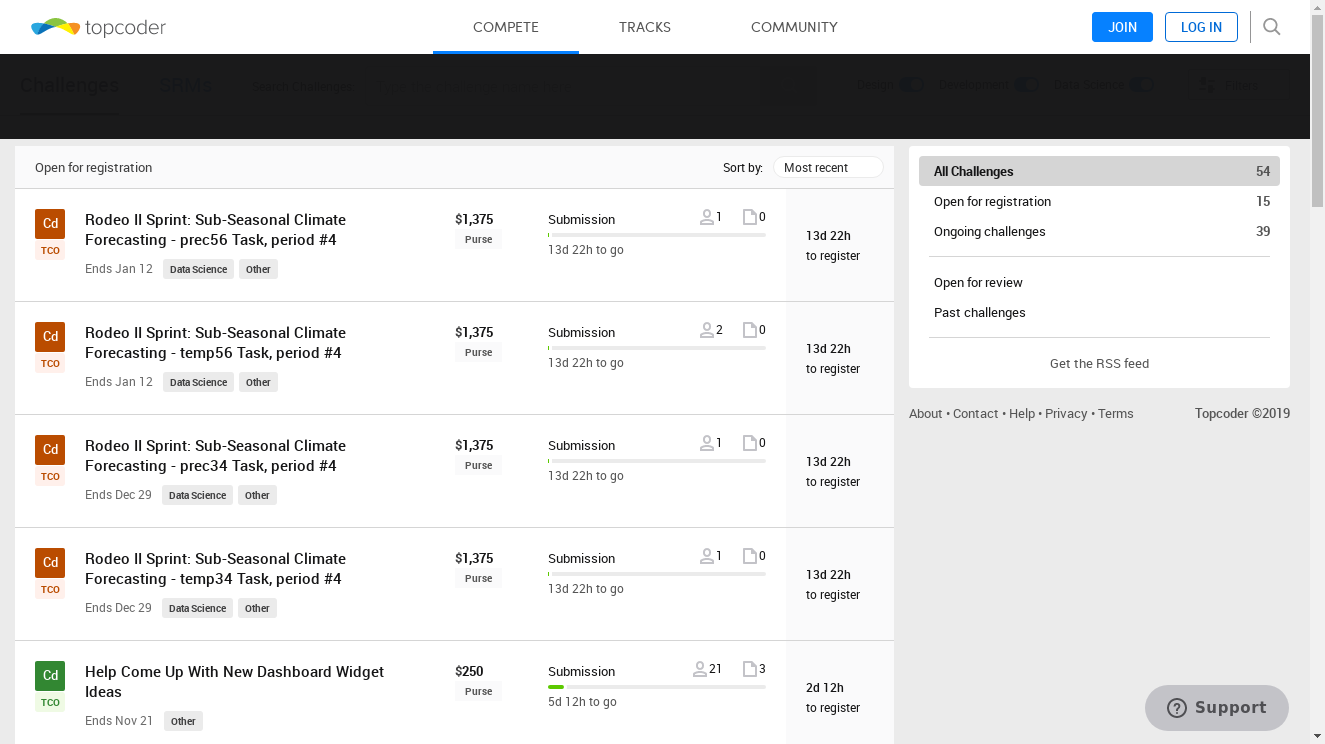 topcoder
COMPETE
TRACKS
COMMUNITY
JOIN
LOG IN
Challenges
SRMs
Search Challenges
Design
Development
Data Science
Filters
Open for registration
Sort by:
Most recent
Cd
TCO
Rodeo II Sprint: Sub-Seasonal Climate
Forecasting - prec56 Task, period #4
Ends Jan 12
Data Science
Other
$1,375
Purse
Submission
1
0
13d 22h to go
13d 22h
to register
Cd
TCO
Rodeo II Sprint: Sub-Seasonal Climate
Forecasting - temp56 Task, period #4
Ends Jan 12
Data Science
Other
$1,375
Purse
Submission
2
0
13d 22h to go
13d 22h
to register
Cd
TCO
Rodeo II Sprint: Sub-Seasonal Climate
Forecasting - prec34 Task, period #4
Ends Dec 29
Data Science
Other
$1,375
Purse
Submission
1
0
13d 22h to go
13d 22h
to register
Cd
TCO
Rodeo II Sprint: Sub-Seasonal Climate
Forecasting - temp34 Task, period #4
Ends Dec 29
Data Science
Other
$1,375
Purse
Submission
1
0
13d 22h to go
13d 22h
to register
Cd
TCO
Help Come Up With New Dashboard Widget
Ideas
Ends Nov 21
Other
$250
Purse
Submission
21
3
5d 12h to go
2d 12h
to register
All Challenges 54
Open for registration 15
Ongoing challenges 39
Open for review
Past challenges
Get the RSS feed
About • Contact • Help • Privacy • Terms
Topcoder ©2019
Support